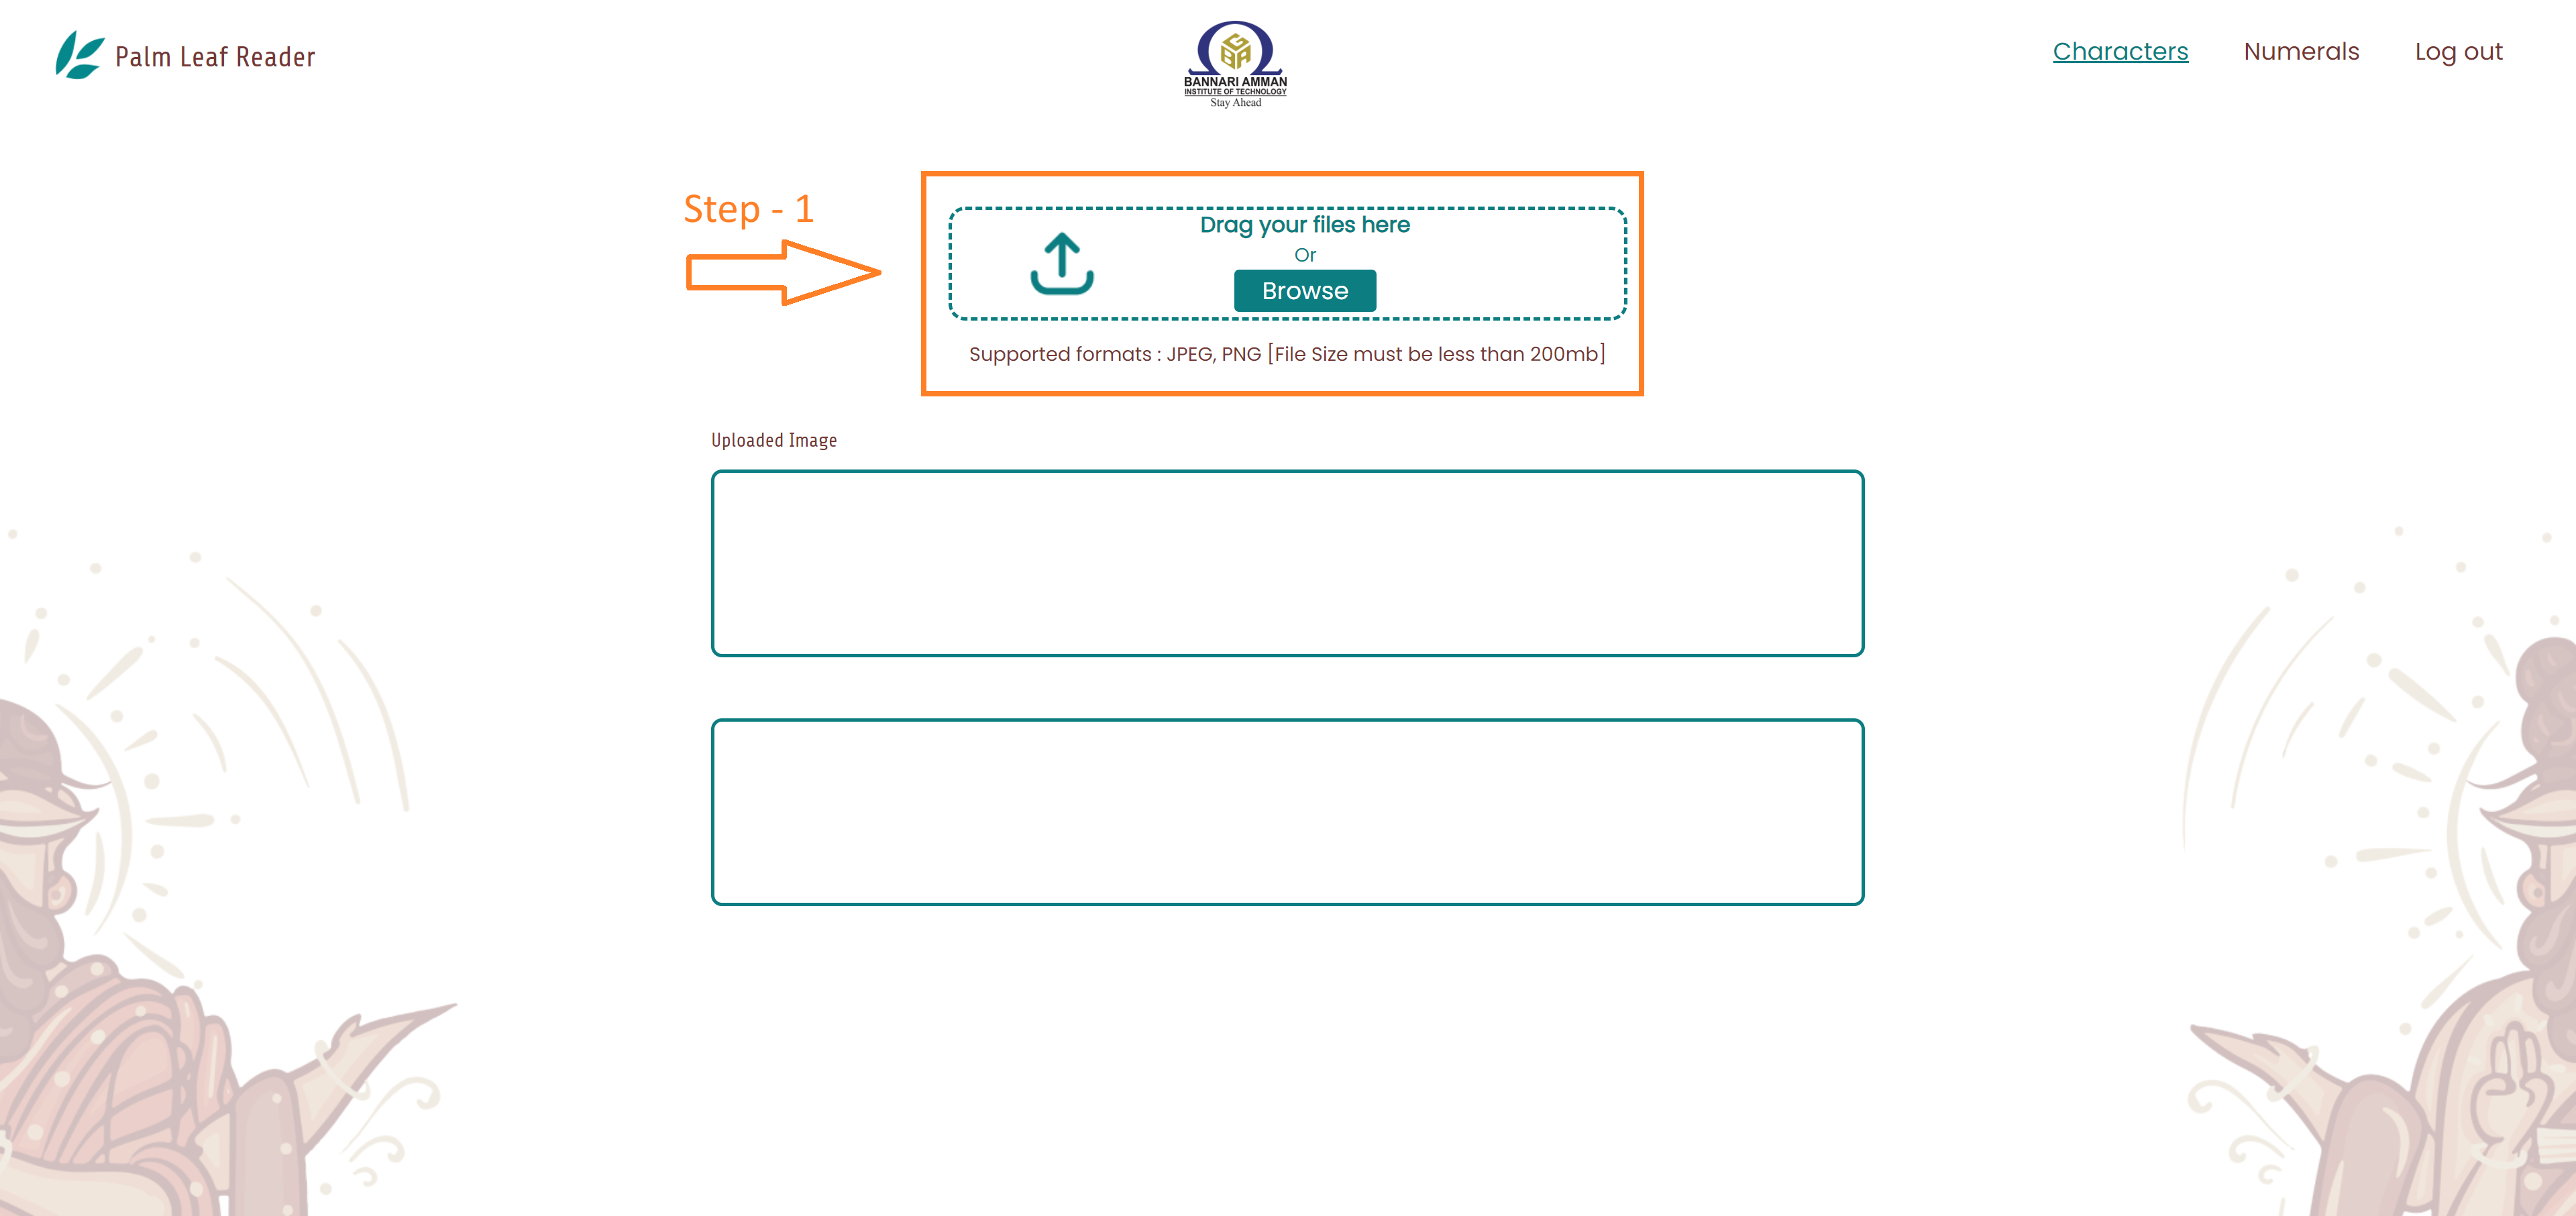 Palm Leaf Reader
BANNARI AMMAN
INSTITUTE OF TECHNOLOGY
Stay Ahead
Characters
Numerals
Log out
Step - 1
Drag your files here
Or
Browse
Supported formats : JPEG, PNG [File Size must be less than 200mb]
Uploaded Image